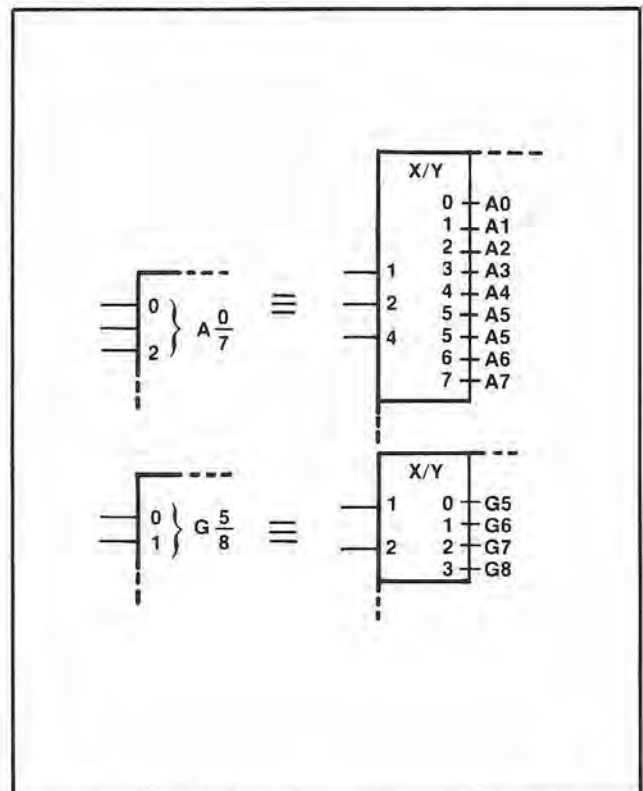 X/Y
0 A0
1 A1
2 A2
1 3 A3
2 4 A4
5 A5
4 5 A5
6 A6
7 A7
0
2
} A 0/7
≡
X/Y
1 0 G5
1 G6
2 2 G7
3 G8
0
1
} G 5/8
≡